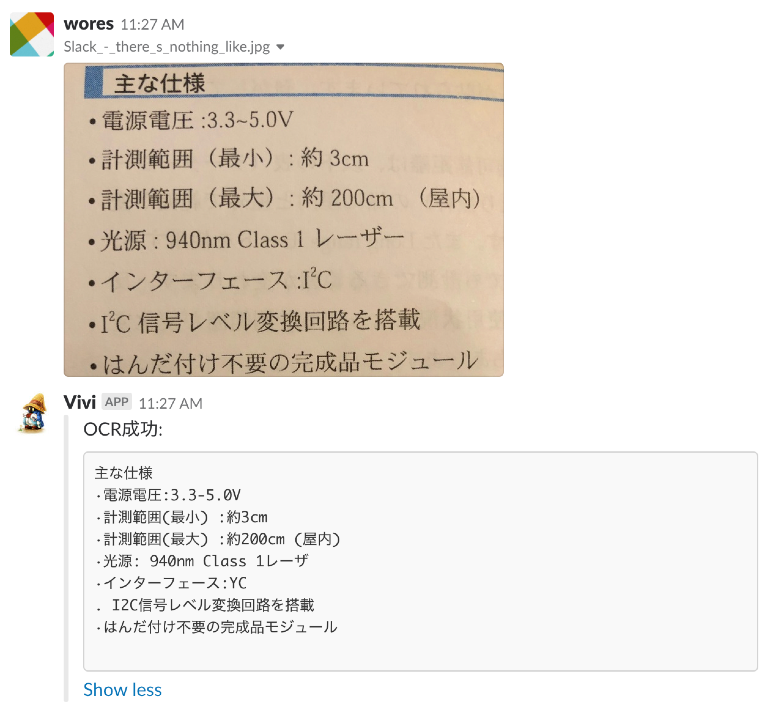 wores 11:27 AM
Slack_-_there_s_nothing_like.jpg
主な仕様
•電源電圧:3.3~5.0V
•計測範囲（最小）: 約 3cm
•計測範囲（最大）: 約 200cm （屋内）
•光源 : 940nm Class 1 レーザー
•インターフェース :I²C
•I²C 信号レベル変換回路を搭載
•はんだ付け不要の完成品モジュール
Vivi APP 11:27 AM
OCR成功:
主な仕様
·電源電圧:3.3-5.0V
·計測範囲(最小) :約3cm
·計測範囲(最大) :約200cm (屋内)
·光源: 940nm Class 1レーザ
·インターフェース:YC
. I2C信号レベル変換回路を搭載
·はんだ付け不要の完成品モジュール
Show less